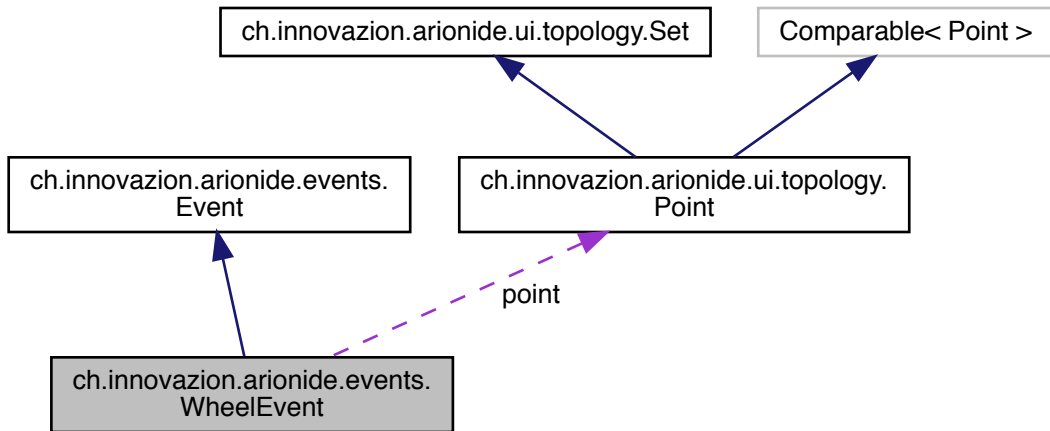 ch.innovazion.arionide.ui.topology.Set
Comparable< Point >
ch.innovazion.arionide.events.
Event
ch.innovazion.arionide.ui.topology.
Point
point
ch.innovazion.arionide.events.
WheelEvent